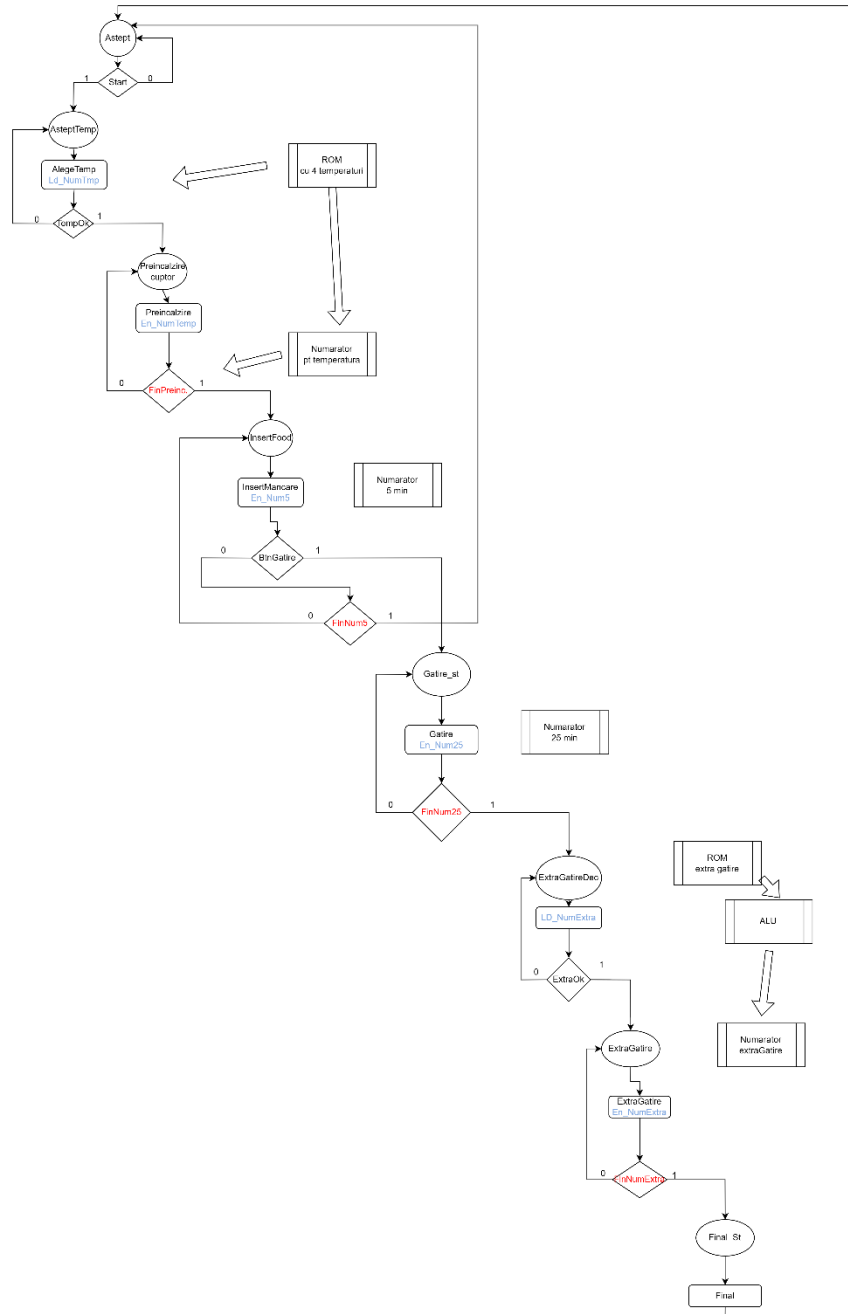 Astept
1
Start
0
AsteptTemp
AlegeTemp
Ld_NumTmp
ROM
cu 4 temperaturi
0
TempOk
1
Preincalzire
cuptor
Preincalzire
En_NumTemp
Numarator
pt temperatura
0
FinPreinc.
1
InsertFood
InsertMancare
En_Num5
Numarator
5 min
0
BtnGatire
1
0
FinNum5
1
Gatire_st
Gatire
En_Num25
Numarator
25 min
0
FinNum25
1
ROM
extra gatire
ExtraGatireDec
LD_NumExtra
ALU
0
ExtraOk
1
Numarator
extraGatire
ExtraGatire
ExtraGatire
En_NumExtra
0
FinNumExtra
1
Final_St
Final